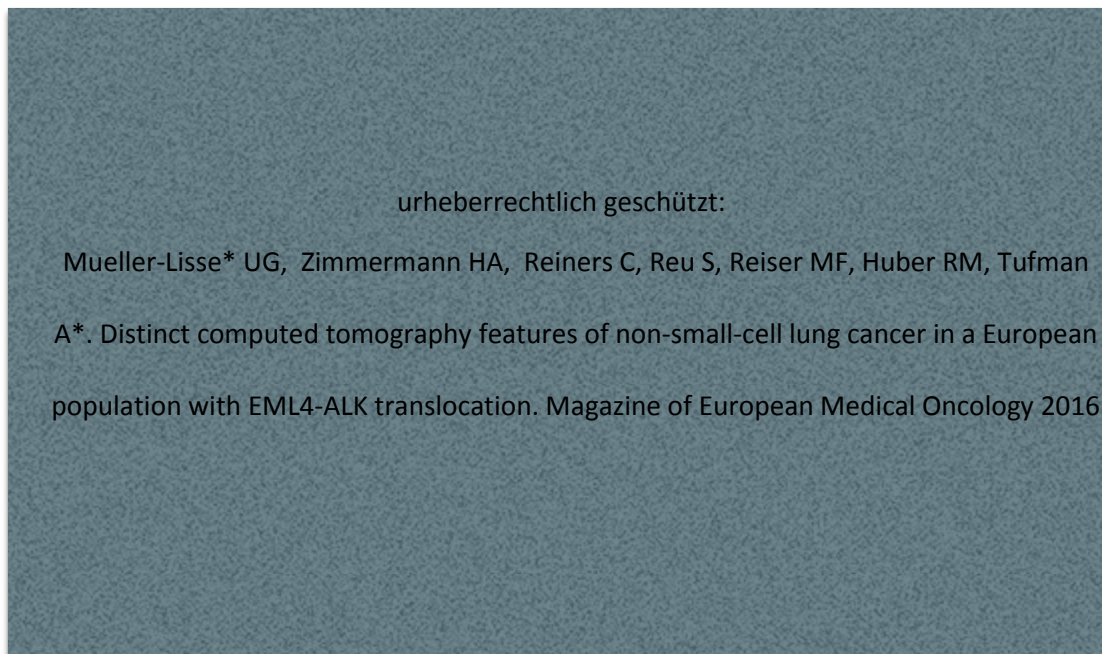 urheberrechtlich geschützt:
Mueller-Lisse* UG, Zimmermann HA, Reiners C, Reu S, Reiser MF, Huber RM, Tufman
A*. Distinct computed tomography features of non-small-cell lung cancer in a European
population with EML4-ALK translocation. Magazine of European Medical Oncology 2016